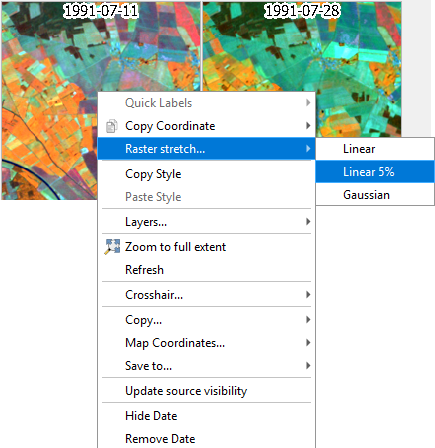 1991-07-11
1991-07-28
Quick Labels
Copy Coordinate
Raster stretch...
Linear
Copy Style
Linear 5%
Paste Style
Gaussian
Layers...
Zoom to full extent
Refresh
Crosshair...
Copy...
Map Coordinates...
Save to...
Update source visibility
Hide Date
Remove Date